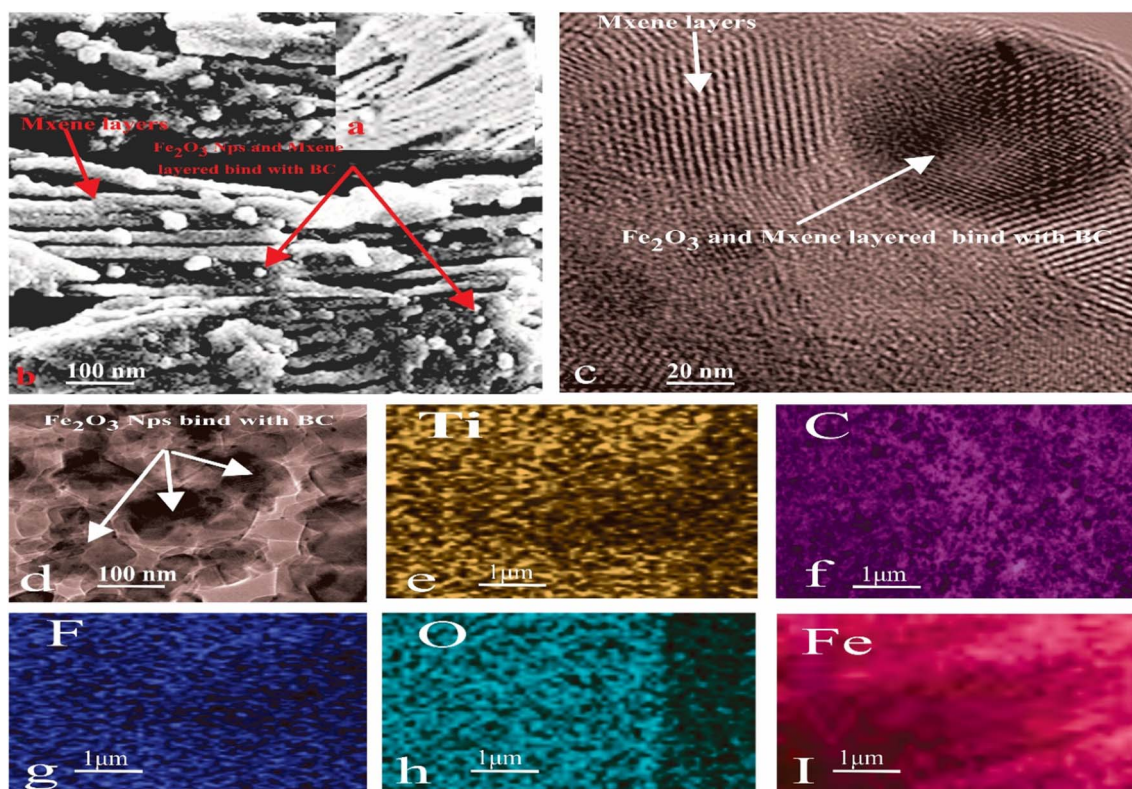 a
Mxene layers
Fe₂O₃ Nps and Mxene
layered bind with BC
b
100 nm
Mxene layers
Fe₂O₃ and Mxene layered bind with BC
c
20 nm
Fe₂O₃ Nps bind with BC
d
100 nm
Ti
e
1μm
C
f
1μm
F
g
1μm
O
h
1μm
Fe
I
1μm